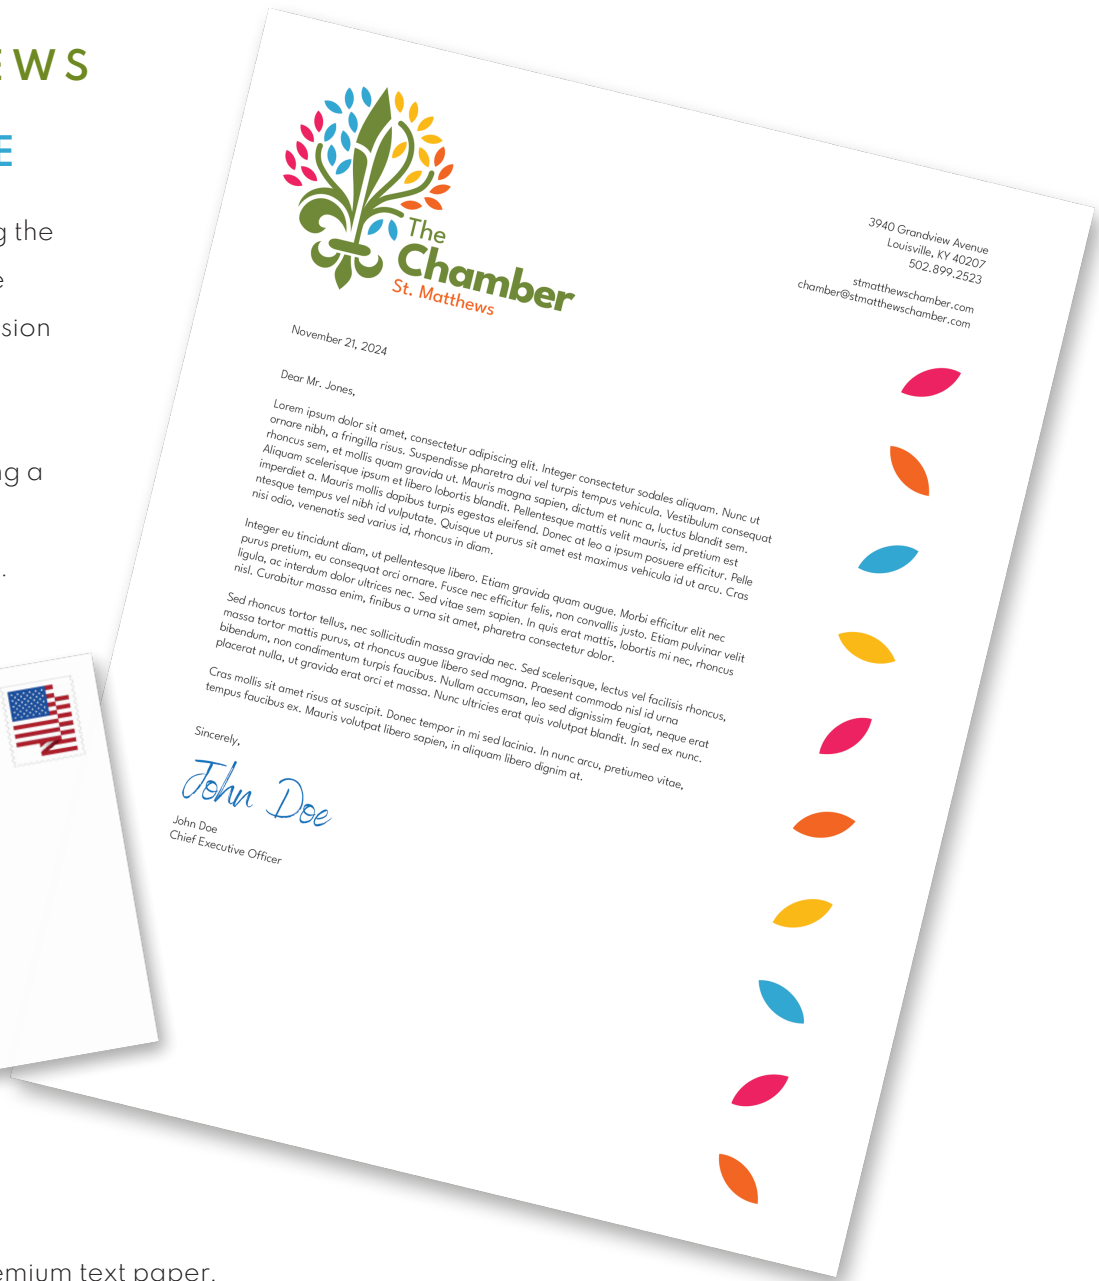 EWS
E
g the
e
sion
ng a
.
The
Chamber
St. Matthews
3940 Grandview Avenue
Louisville, KY 40207
502.899.2523
stmatthewschamber.com
chamber@stmatthewschamber.com
November 21, 2024
Dear Mr. Jones,
Lorem ipsum dolor sit amet, consectetur adipiscing elit. Integer consectetur sodales aliquam. Nunc ut
ornare nibh, a fringilla risus. Suspendisse pharetra dui vel turpis tempus vehicula. Vestibulum consequat
rhoncus sem, et mollis quam gravida ut. Mauris magna sapien, dictum et nunc a, luctus blandit sem.
Aliquam scelerisque ipsum et libero lobortis blandit. Pellentesque mattis velit mauris, id pretium est
imperdiet a. Mauris mollis dapibus turpis egestas eleifend. Donec at leo a ipsum posuere efficitur. Pelle
ntesque tempus vel nibh id vulputate. Quisque ut purus sit amet est maximus vehicula id ut arcu. Cras
nisi odio, venenatis sed varius id, rhoncus in diam.
Integer eu tincidunt diam, ut pellentesque libero. Etiam gravida quam augue. Morbi efficitur elit nec
purus pretium, eu consequat orci ornare. Fusce nec efficitur felis, non convallis justo. Etiam pulvinar velit
ligula, ac interdum dolor ultrices nec. Sed vitae sem sapien. In quis erat mattis, lobortis mi nec, rhoncus
nisl. Curabitur massa enim, finibus a urna sit amet, pharetra consectetur dolor.
Sed rhoncus tortor tellus, nec sollicitudin massa gravida nec. Sed scelerisque, lectus vel facilisis rhoncus,
massa tortor mattis purus, at rhoncus augue libero sed magna. Praesent commodo nisl id urna
bibendum, non condimentum turpis faucibus. Nullam accumsan, leo sed dignissim feugiat, neque erat
placerat nulla, ut gravida erat orci et massa. Nunc ultricies erat quis volutpat blandit. In sed ex nunc.
Cras mollis sit amet risus at suscipit. Donec tempor in mi sed lacinia. In nunc arcu, pretiumeo vitae,
tempus faucibus ex. Mauris volutpat libero sapien, in aliquam libero dignim at.
Sincerely,
John Doe
John Doe
Chief Executive Officer
emium text paper.